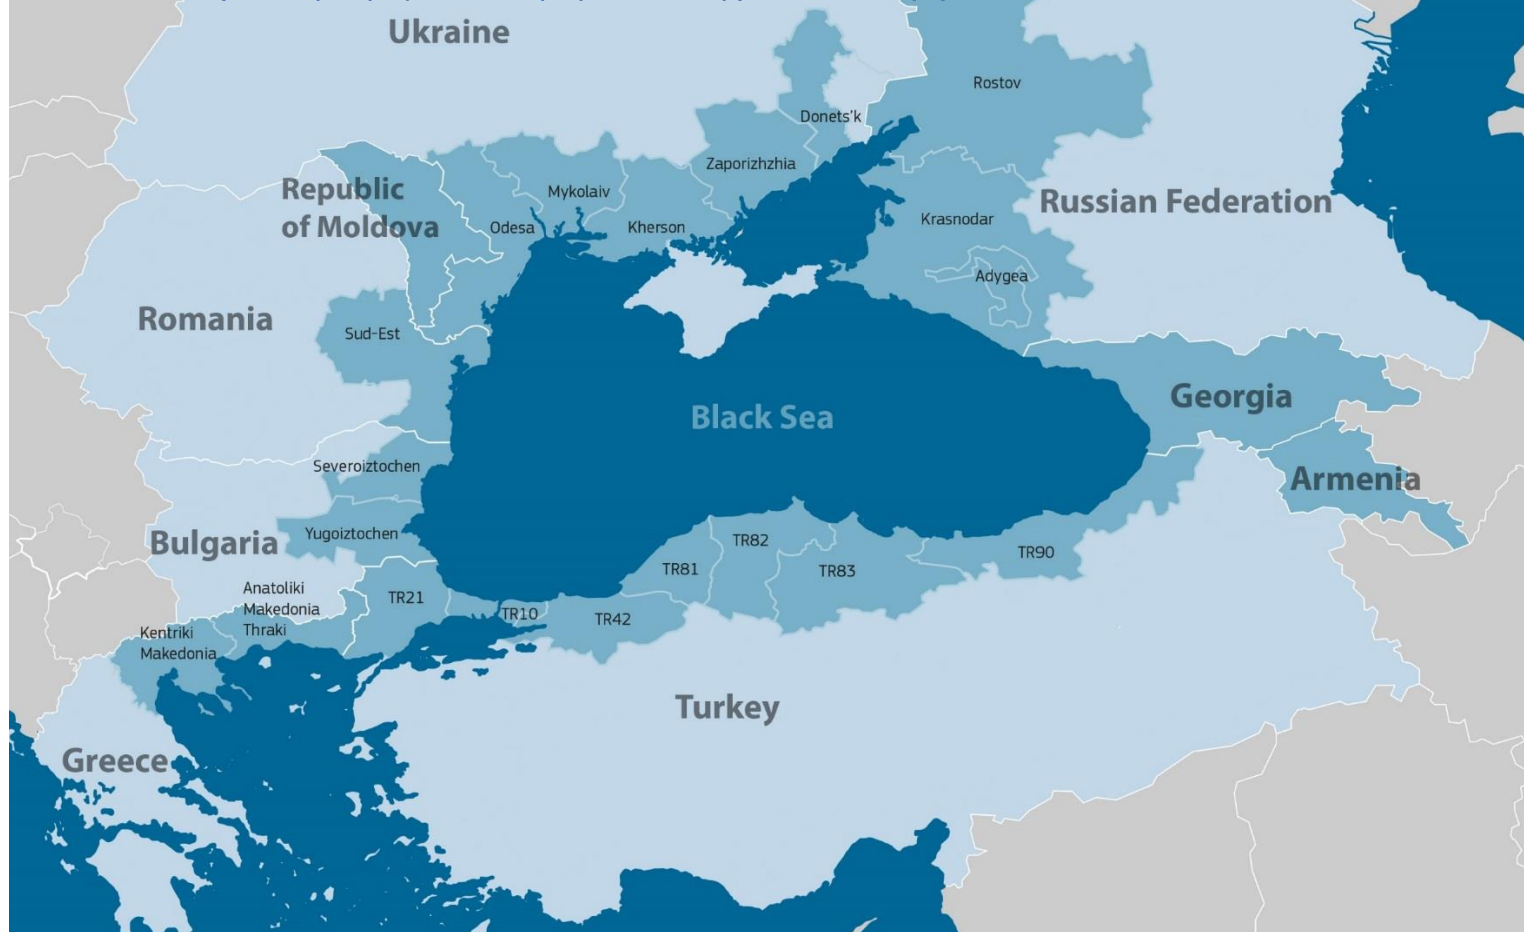 Ukraine
Rostov
Donets'k
Zaporizhzhia
Republic
of Moldova
Mykolaiv
Russian Federation
Krasnodar
Odesa
Kherson
Adygea
Romania
Sud-Est
Georgia
Black Sea
Severoiztochen
Armenia
Bulgaria
Yugoiztochen
TR82
TR90
TR81
TR83
Anatoliki
Makedonia
Thraki
TR21
TR10
TR42
Kentriki
Makedonia
Turkey
Greece